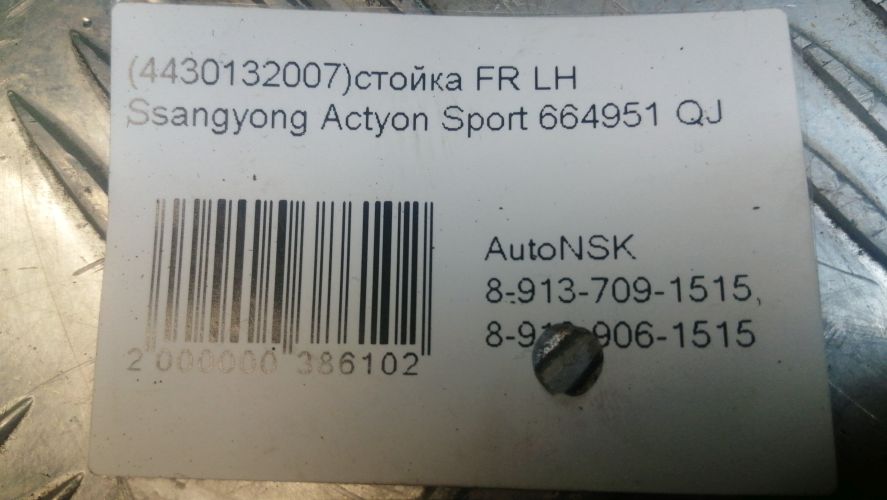 (4430132007)стойка FR LH
Ssangyong Actyon Sport 664951 QJ
AutoNSK
8-913-709-1515,
906-1515
2 000000 386102